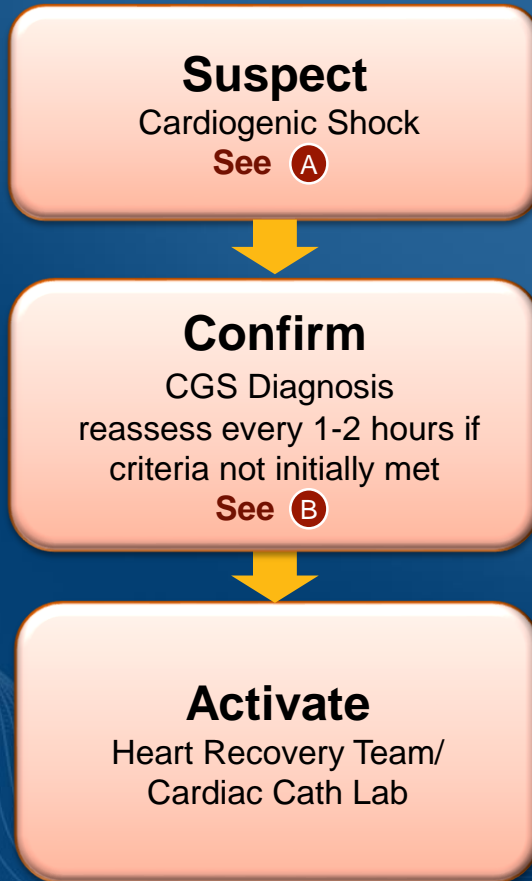 Suspect
Cardiogenic Shock
See A
Confirm
CGS Diagnosis
reassess every 1-2 hours if
criteria not initially met
See B
Activate
Heart Recovery Team/
Cardiac Cath Lab